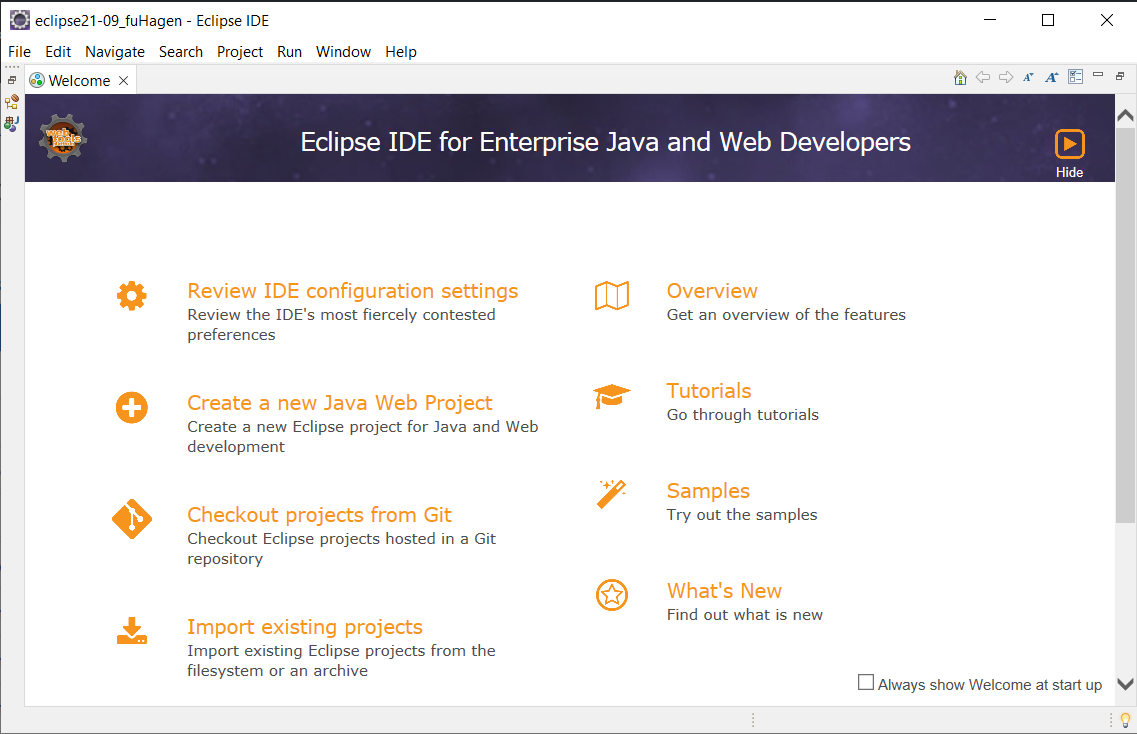 eclipse21-09_fuHagen - Eclipse IDE
File Edit Navigate Search Project Run Window Help
Welcome
web tools
Eclipse IDE for Enterprise Java and Web Developers
Hide
Review IDE configuration settings
Review the IDE's most fiercely contested
preferences
Create a new Java Web Project
Create a new Eclipse project for Java and Web
development
Checkout projects from Git
Checkout Eclipse projects hosted in a Git
repository
Import existing projects
Import existing Eclipse projects from the
filesystem or an archive
Overview
Get an overview of the features
Tutorials
Go through tutorials
Samples
Try out the samples
What's New
Find out what is new
Always show Welcome at start up